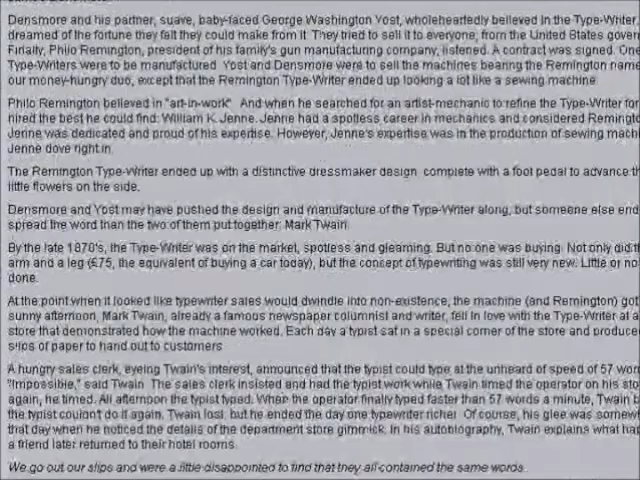 Densmore and his partner, suave, baby-faced George Washington Yost, wholeheartedly believed in the Type-Writer
dreamed of the fortune they felt they could make from it. They tried to sell it to everyone, from the United States gover
Finally, Philo Remington, president of his family's gun manufacturing company, listened. A contract was signed. One
Type-Writers were to be manufactured. Yost and Densmore were to sell the machines bearing the Remington name
our money-hungry duo, except that the Remington Type-Writer ended up looking a lot like a sewing machine.
Philo Remington believed in "art-in-work". And when he searched for an artist-mechanic to refine the Type-Writer for
hired the best he could find: William K. Jenne. Jenne had a spotless career in mechanics and considered Remingto
Jenne was dedicated and proud of his expertise. However, Jenne's expertise was in the production of sewing machi
Jenne dove right in.
The Remington Type-Writer ended up with a distinctive dressmaker design complete with a foot pedal to advance th
little flowers on the side.
Densmore and Yost may have pushed the design and manufacture of the Type-Writer along, but someone else end
spread the word than the two of them put together: Mark Twain.
By the late 1870's, the Type-Writer was on the market, spotless and gleaming. But no one was buying. Not only did t
arm and a leg (£75, the equivalent of buying a car today), but the concept of typewriting was still very new. Little or no
done.
At the point when it looked like typewriter sales would dwindle into non-existence, the machine (and Remington) got
sunny afternoon, Mark Twain, already a famous newspaper columnist and writer, fell in love with the Type-Writer at a
store that demonstrated how the machine worked. Each day a typist sat in a special corner of the store and produce
slips of paper to hand out to customers
A hungry sales clerk, eyeing Twain's interest, announced that the typist could type at the unheard of speed of 57 wor
"Impossible," said Twain. The sales clerk insisted and had the typist work while Twain timed the operator on his sto
again, he timed. All afternoon the typist typed. When the operator finally typed faster than 57 words a minute, Twain b
the typist couldn't do it again. Twain lost, but he ended the day one typewriter richer. Of course, his glee was somew
that day when he noticed the details of the department store gimmick. In his autobiography, Twain explains what ha
a friend later returned to their hotel rooms.
We go out our slips and were a little disappointed to find that they all contained the same words.